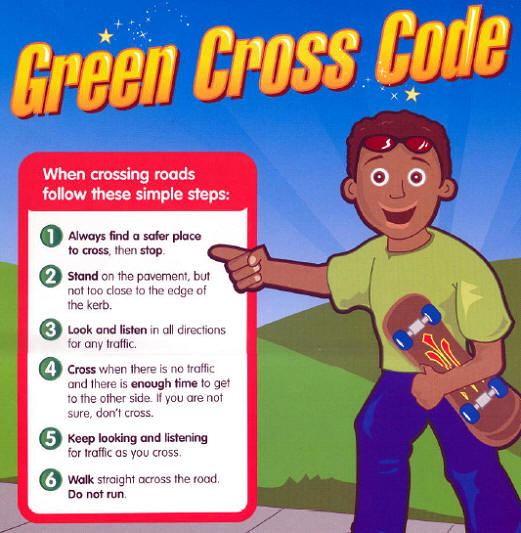 Green Cross Code
When crossing roads
follow these simple steps:
1 Always find a safer place
to cross, then stop.
2 Stand on the pavement, but
not too close to the edge of
the kerb.
3 Look and listen in all directions
for any traffic.
4 Cross when there is no traffic
and there is enough time to get
to the other side. If you are not
sure, don't cross.
5 Keep looking and listening
for traffic as you cross.
6 Walk straight across the road.
Do not run.